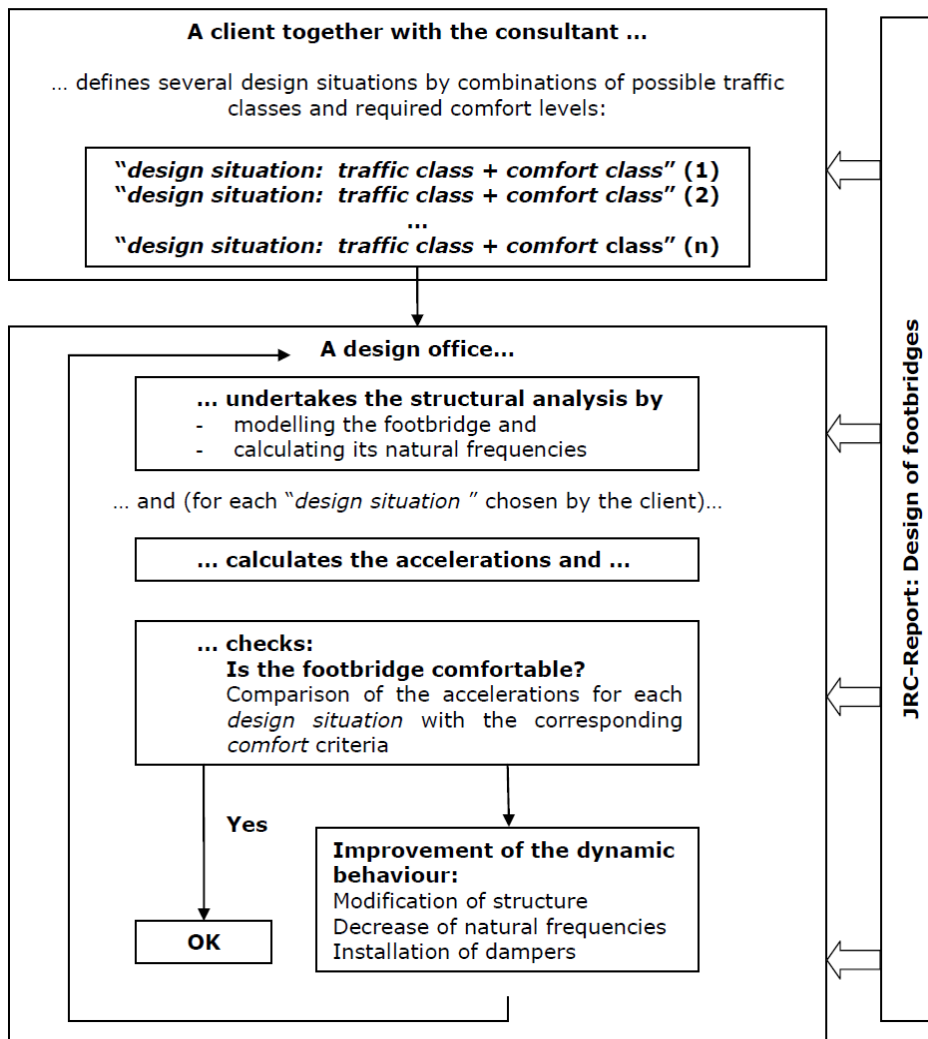 A client together with the consultant ...
... defines several design situations by combinations of possible traffic
classes and required comfort levels:
“design situation: traffic class + comfort class” (1)
“design situation: traffic class + comfort class” (2)
...
“design situation: traffic class + comfort class” (n)
A design office...
... undertakes the structural analysis by
- modelling the footbridge and
- calculating its natural frequencies
... and (for each “design situation ” chosen by the client)...
... calculates the accelerations and ...
... checks:
Is the footbridge comfortable?
Comparison of the accelerations for each
design situation with the corresponding
comfort criteria
Yes
OK
Improvement of the dynamic
behaviour:
Modification of structure
Decrease of natural frequencies
Installation of dampers
JRC-Report: Design of footbridges